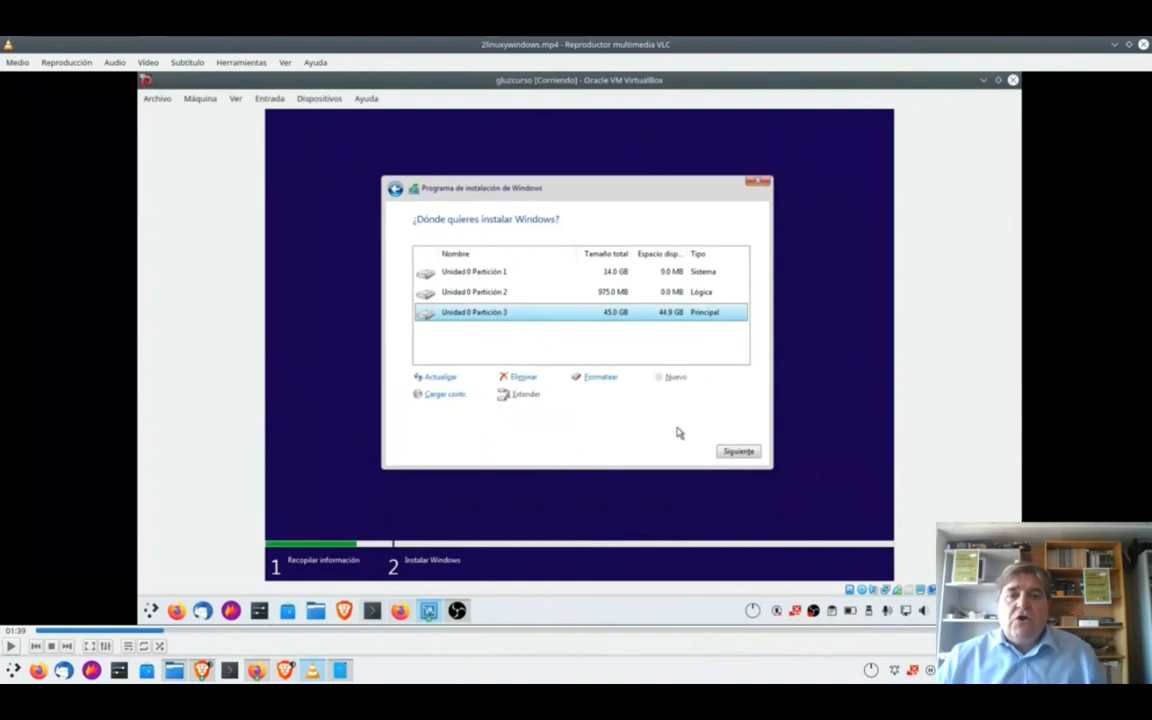 2linuxywindows.mp4 - Reproductor multimedia VLC
Medio Reproducción Audio Vídeo Vídeo Subtítulo Herramientas Ver Ayuda
gluzcurso [Corriendo] - Oracle VM VirtualBox
Archivo Máquina Ver Entrada Dispositivos Ayuda
Programa de instalación de Windows
¿Dónde quieres instalar Windows?
Nombre Tamaño total Espacio disp... Tipo
Unidad 0 Partición 1 14.0 GB 0.0 MB Sistema
Unidad 0 Partición 2 975.0 MB 0.0 MB Lógica
Unidad 0 Partición 3 45.0 GB 44.9 GB Principal
Actualizar Eliminar Formatear Nuevo
Cargar contr. Extender
Siguiente
1 Recopilar información 2 Instalar Windows
01:39